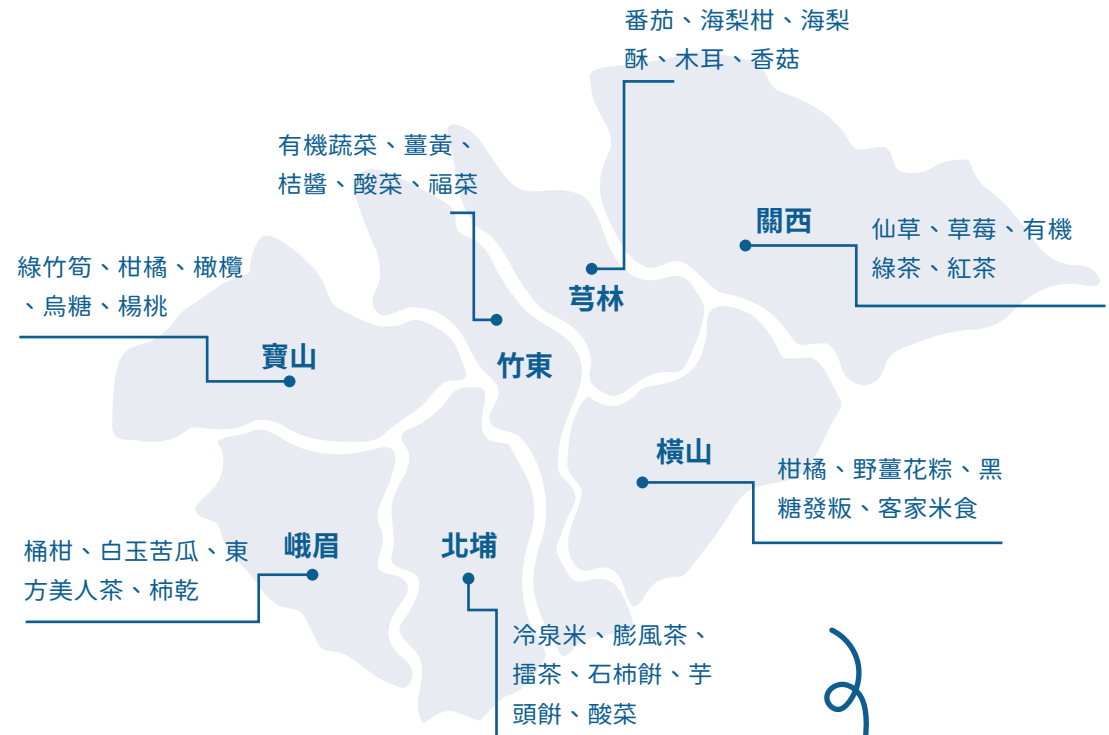 番茄、海梨柑、海梨
酥、木耳、香菇
有機蔬菜、薑黃、
桔醬、酸菜、福菜
關西
仙草、草莓、有機
綠茶、紅茶
綠竹筍、柑橘、橄欖
、烏糖、楊桃
芎林
寶山
竹東
橫山
柑橘、野薑花粽、黑
糖發粄、客家米食
桶柑、白玉苦瓜、東
方美人茶、柿乾
峨眉
北埔
冷泉米、膨風茶、
擂茶、石柿餅、芋
頭餅、酸菜